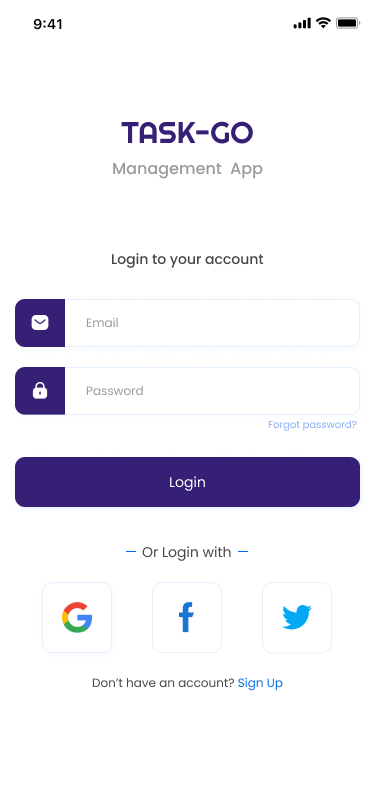 9:41
TASK-GO
Management App
Login to your account
Email
Password
Forgot password?
Login
— Or Login with —
Don’t have an account? Sign Up